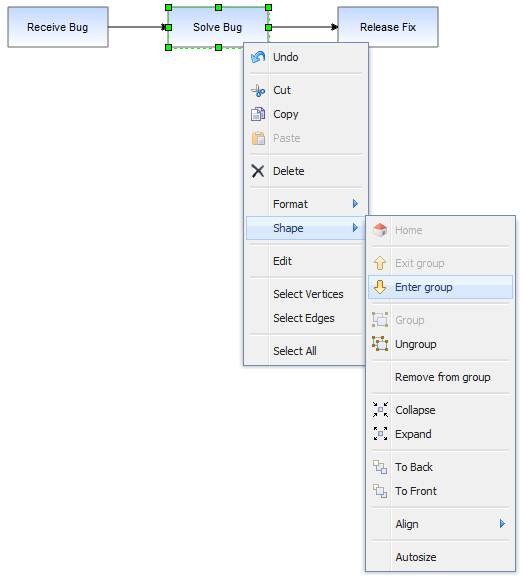 Receive Bug
Solve Bug
Release Fix
Undo
Cut
Copy
Paste
Delete
Format
Shape
Edit
Select Vertices
Select Edges
Select All
Home
Exit group
Enter group
Group
Ungroup
Remove from group
Collapse
Expand
To Back
To Front
Align
Autosize